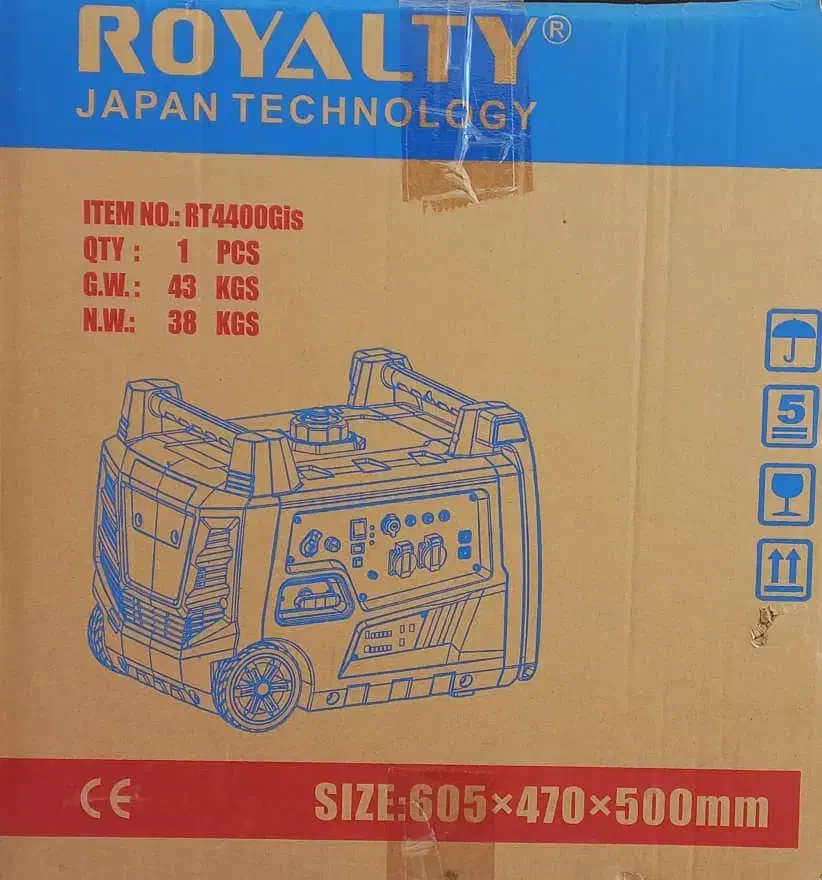 ROYALTY®
JAPAN TECHNOLOGY
ITEM NO.: RT4400Gis
QTY : 1 PCS
G.W.: 43 KGS
N.W.: 38 KGS
5
CE
SIZE:605×470×500mm